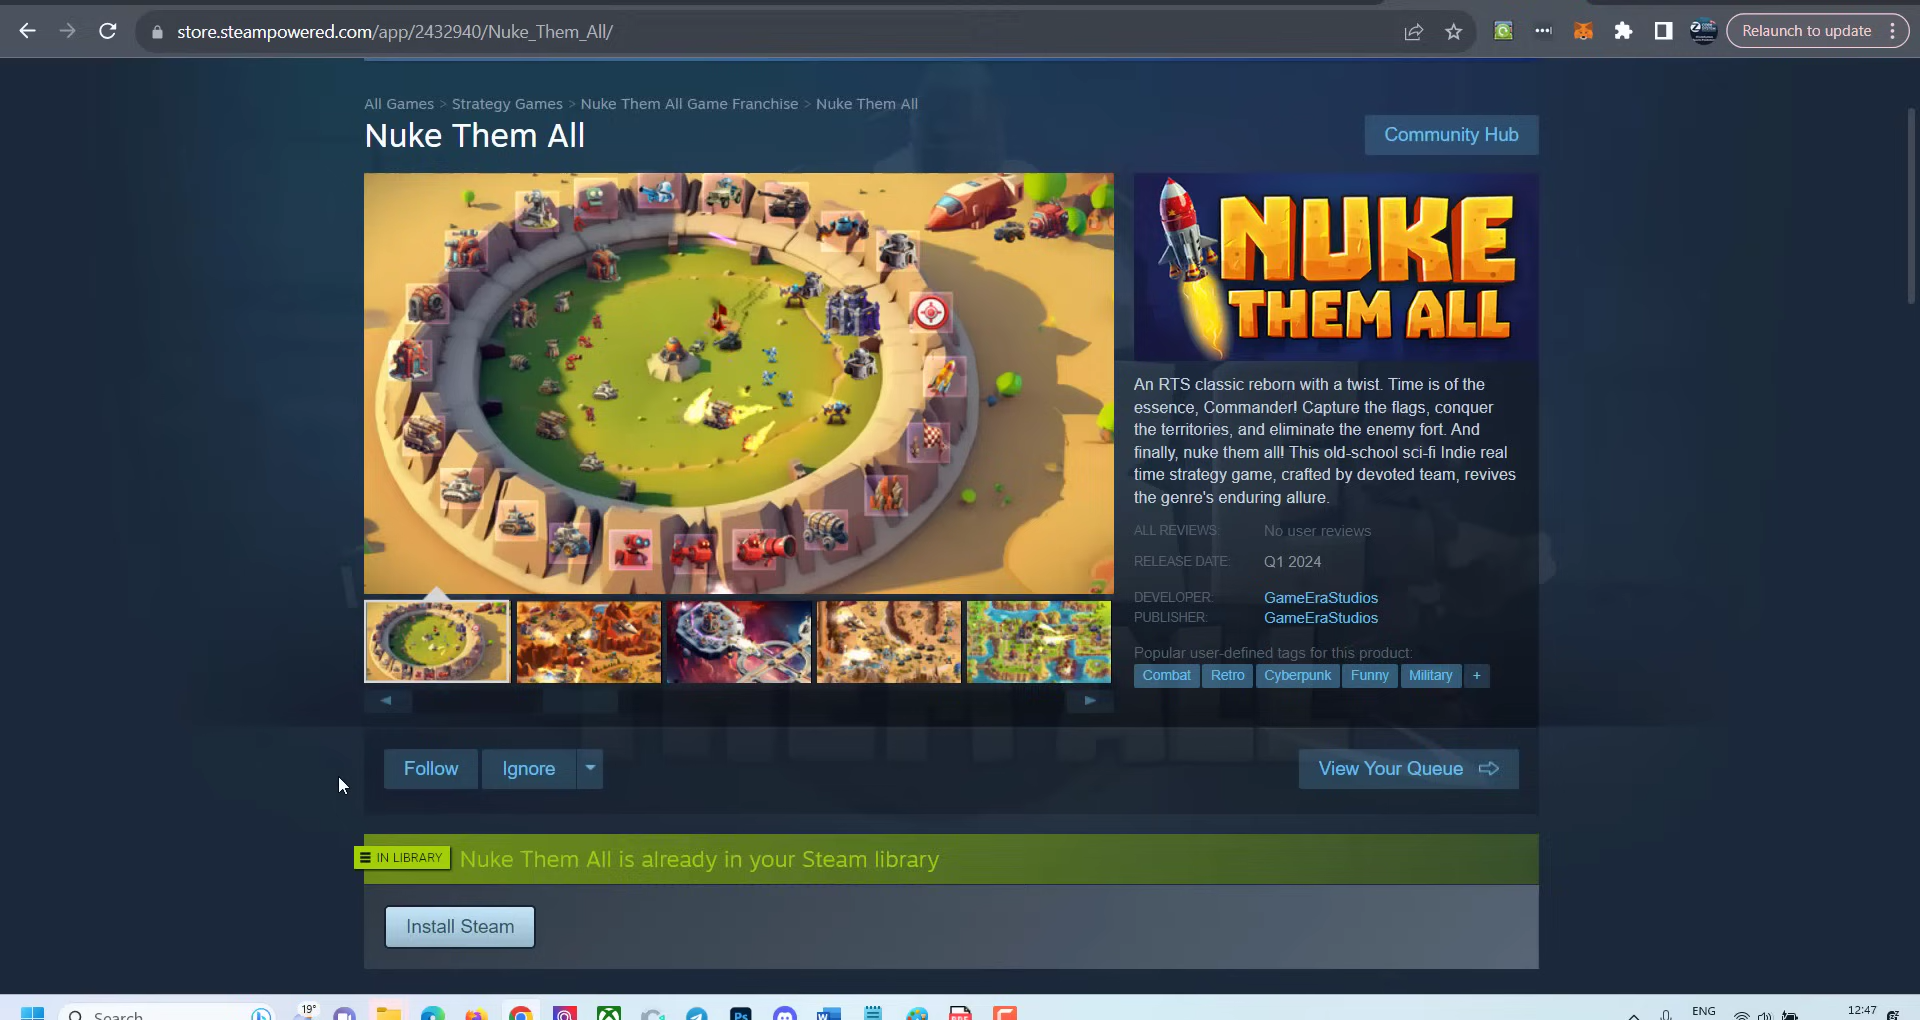 store.steampowered.com/app/2432940/Nuke_Them_All/
Relaunch to update
All Games > Strategy Games > Nuke Them All Game Franchise > Nuke Them All
Nuke Them All
Community Hub
NUKE
THEM ALL
An RTS classic reborn with a twist. Time is of the
essence, Commander! Capture the flags, conquer
the territories, and eliminate the enemy fort. And
finally, nuke them all! This old-school sci-fi Indie real
time strategy game, crafted by devoted team, revives
the genre's enduring allure.
ALL REVIEWS: No user reviews
RELEASE DATE: Q1 2024
DEVELOPER: GameEraStudios
PUBLISHER: GameEraStudios
Popular user-defined tags for this product:
Combat Retro Cyberpunk Funny Military +
Follow Ignore View Your Queue
IN LIBRARY Nuke Them All is already in your Steam library
Install Steam
Search 19° Ps W ENG 12:47